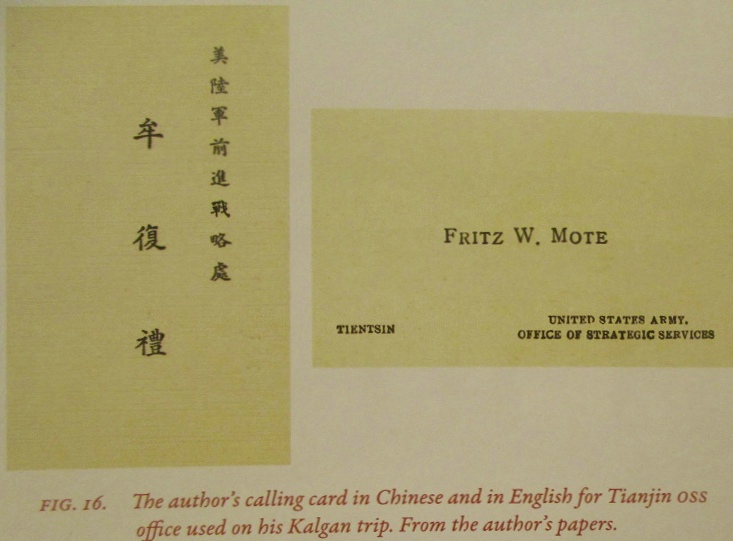 美陸軍前進戰略處
牟復禮
FRITZ W. MOTE
TIENTSIN
UNITED STATES ARMY,
OFFICE OF STRATEGIC SERVICES
FIG. 16. The author's calling card in Chinese and in English for Tianjin OSS
office used on his Kalgan trip. From the author's papers.